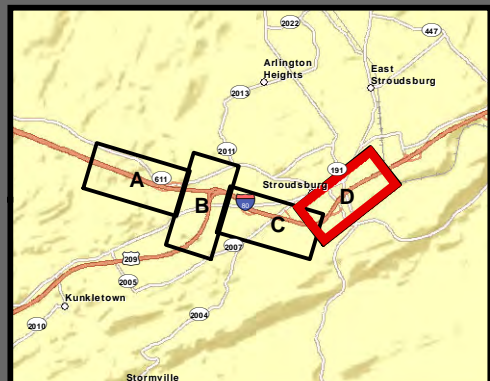 2022
447
Arlington
Heights
East
Stroudsburg
2013
2011
191
611
A
B
Stroudsburg
D
80
C
2007
209
2005
Kunkletown
2010
2004
Stormville